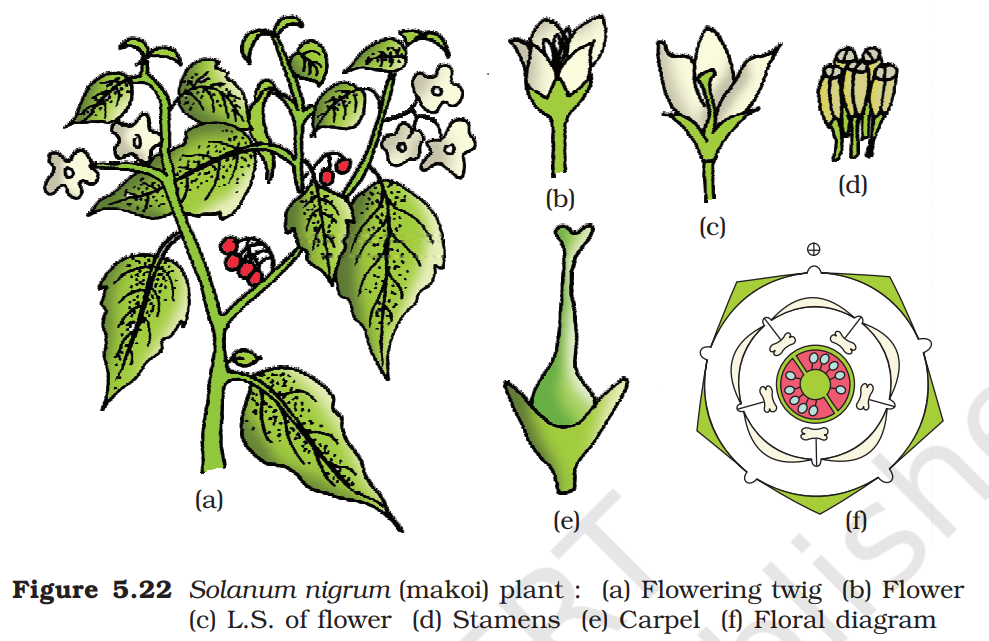 (a)
(b)
(c)
(d)
(e)
(f)
Figure 5.22 Solanum nigrum (makoi) plant : (a) Flowering twig (b) Flower
(c) L.S. of flower (d) Stamens (e) Carpel (f) Floral diagram